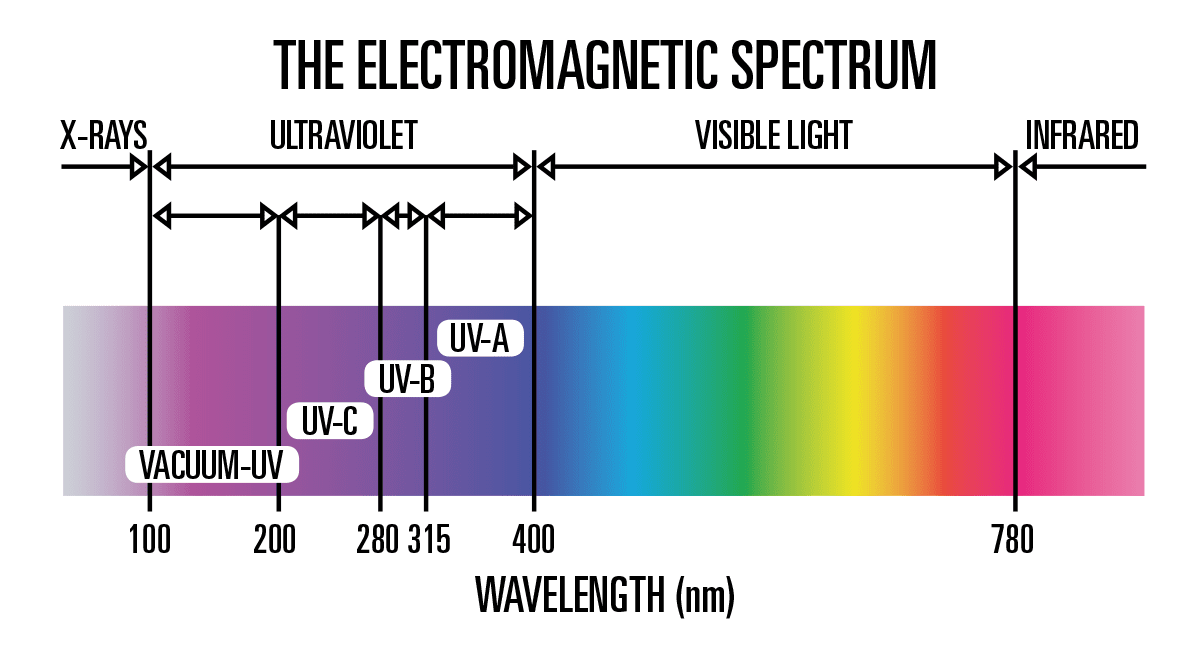 THE ELECTROMAGNETIC SPECTRUM
X-RAYS ULTRAVIOLET VISIBLE LIGHT INFRARED
UV-A
UV-B
UV-C
VACUUM-UV
100 200 280 315 400 780
WAVELENGTH (nm)